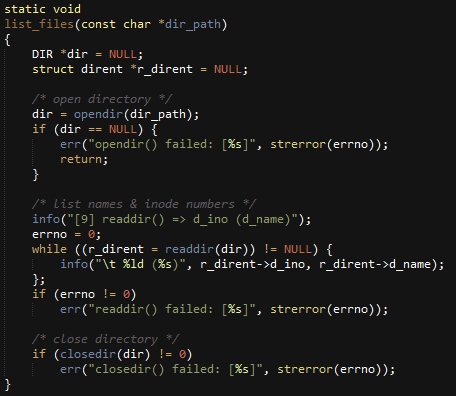 static void
list_files(const char *dir_path)
{
    DIR *dir = NULL;
    struct dirent *r_dirent = NULL;

    /* open directory */
    dir = opendir(dir_path);
    if (dir == NULL) {
        err("opendir() failed: [%s]", strerror(errno));
        return;
    }

    /* list names & inode numbers */
    info("[9] readdir() => d_ino (d_name)");
    errno = 0;
    while ((r_dirent = readdir(dir)) != NULL) {
        info("\t %ld (%s)", r_dirent->d_ino, r_dirent->d_name);
    };
    if (errno != 0)
        err("readdir() failed: [%s]", strerror(errno));

    /* close directory */
    if (closedir(dir) != 0)
        err("closedir() failed: [%s]", strerror(errno));
}